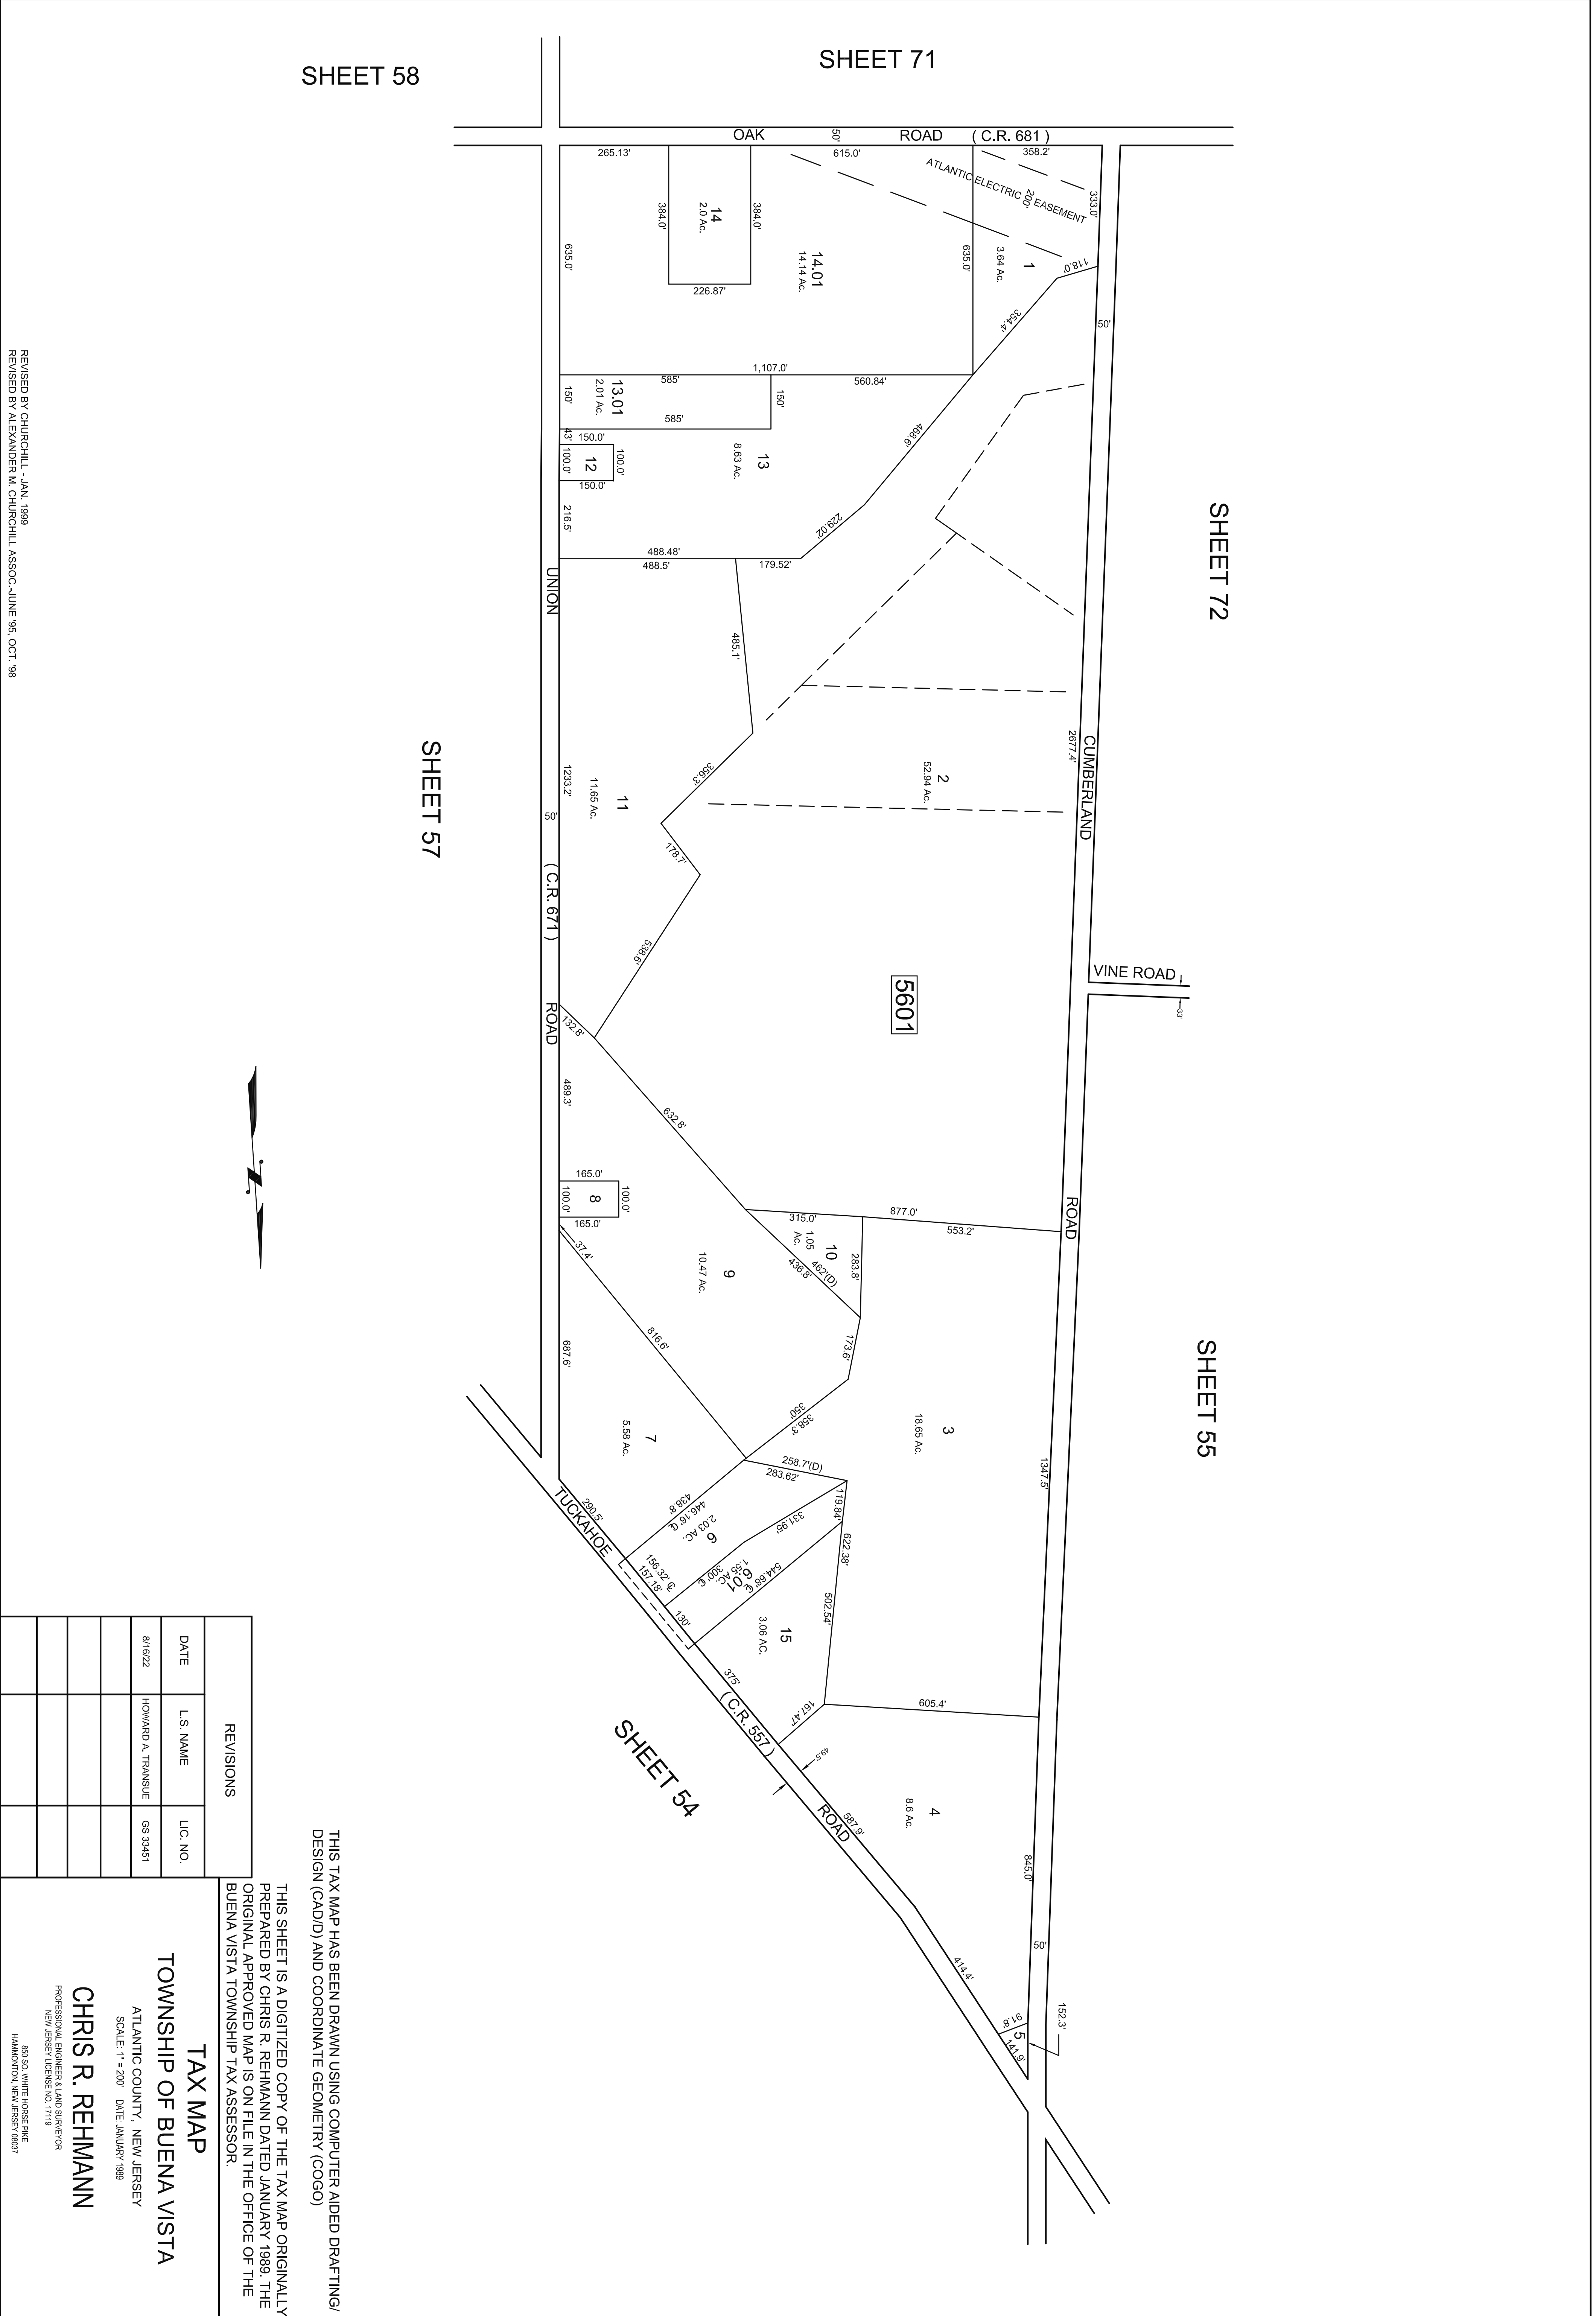 SHEET 58
SHEET 71
OAK
50'
ROAD
( C.R. 681 )
265.13'
615.0'
358.2'
ATLANTIC ELECTRIC EASEMENT
200'
333.0'
384.0'
14
2.0 Ac.
384.0'
226.87'
635.0'
14.01
14.14 Ac.
635.0'
1
3.64 Ac.
118.0'
354.4'
50'
1,107.0'
585'
560.84'
150'
13.01
2.01 Ac.
150'
585'
43'
150.0'
100.0'
12
100.0'
150.0'
13
8.63 Ac.
468.6'
229.02'
216.5'
488.48'
488.5'
179.52'
SHEET 72
UNION
485.1'
356.3'
178.7'
538.6'
2
52.94 Ac.
2677.4'
CUMBERLAND
SHEET 57
1233.2'
11
11.65 Ac.
50'
( C.R. 671 )
ROAD
5601
VINE ROAD
33'
132.8'
489.3'
632.8'
165.0'
100.0'
8
100.0'
165.0'
37.4'
315.0'
877.0'
553.2'
ROAD
10
1.05
Ac.
283.8'
462'(D)
436.8'
9
10.47 Ac.
173.6'
816.6'
687.6'
350'
358.3'
3
18.65 Ac.
SHEET 55
1347.5'
7
5.58 Ac.
258.7'(D)
283.62'
119.84'
438.8'
446.16' ℄
2.03 AC.
6
331.95'
622.38'
290.5'
TUCKAHOE
156.32' ℄
157.18'
6.01
1.55 AC.
300' ℄
544.68' ℄
130'
502.54'
15
3.06 AC.
375'
( C.R. 557 )
167.47'
605.4'
49.5'
SHEET 54
ROAD
587.9'
4
8.6 Ac.
845.0'
50'
414.4'
91.8'
5
141.9'
152.3'
REVISED BY CHURCHILL - JAN. 1999
REVISED BY ALEXANDER M. CHURCHILL ASSOC.-JUNE '95, OCT. '98
REVISIONS
DATE L.S. NAME LIC. NO.
8/16/22 HOWARD A. TRANSUE GS 33451
THIS TAX MAP HAS BEEN DRAWN USING COMPUTER AIDED DRAFTING/
DESIGN (CAD/D) AND COORDINATE GEOMETRY (COGO)
THIS SHEET IS A DIGITIZED COPY OF THE TAX MAP ORIGINALLY
PREPARED BY CHRIS R. REHMANN DATED JANUARY 1989. THE
ORIGINAL APPROVED MAP IS ON FILE IN THE OFFICE OF THE
BUENA VISTA TOWNSHIP TAX ASSESSOR.
TAX MAP
TOWNSHIP OF BUENA VISTA
ATLANTIC COUNTY, NEW JERSEY
SCALE: 1" = 200' DATE: JANUARY 1989
CHRIS R. REHMANN
PROFESSIONAL ENGINEER & LAND SURVEYOR
NEW JERSEY LICENSE NO. 17119
850 SO. WHITE HORSE PIKE
HAMMONTON, NEW JERSEY 08037